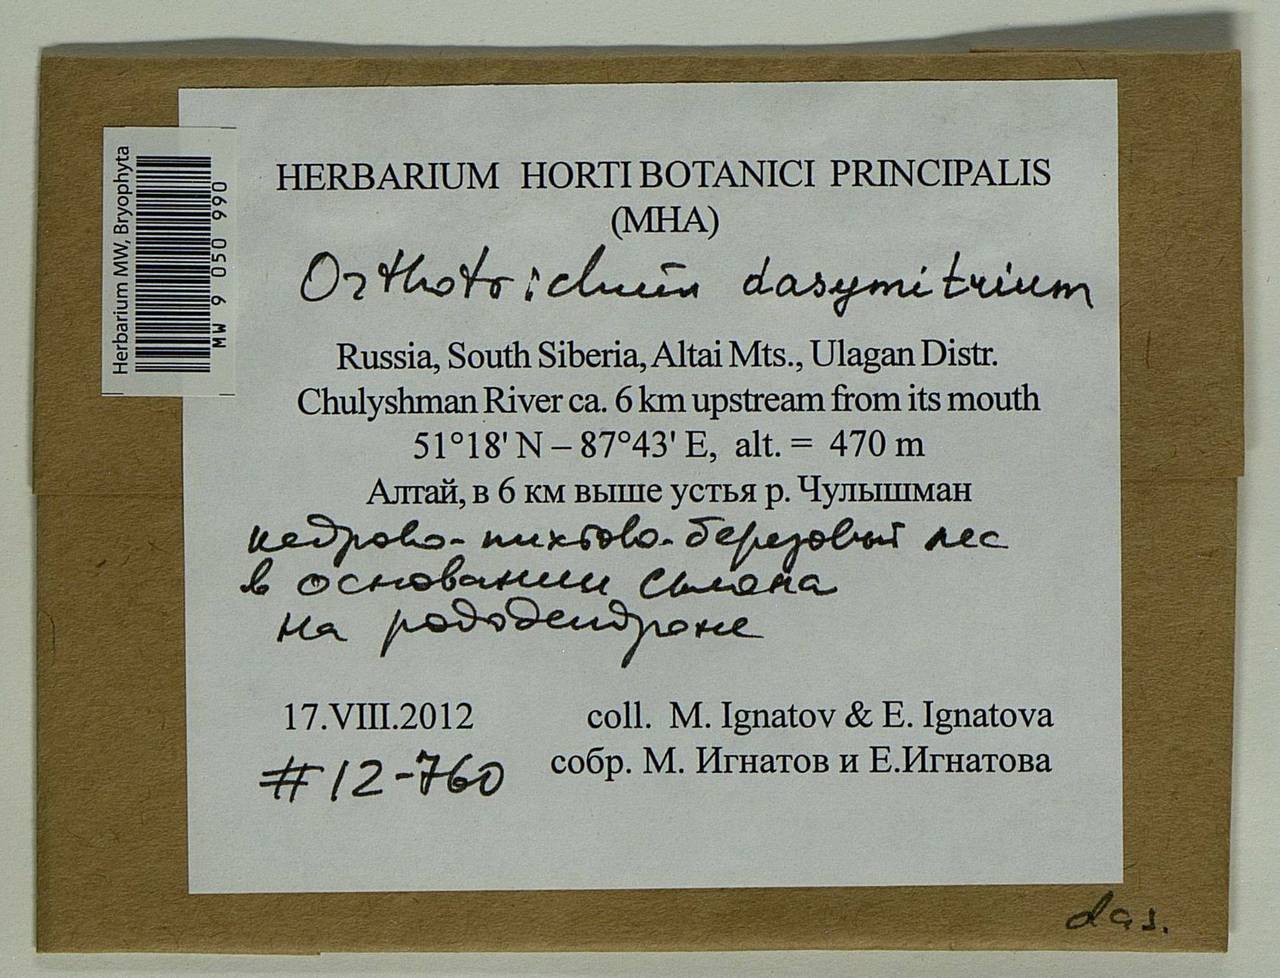 Herbarium MW, Bryophyta
MW 9 050 990
HERBARIUM HORTI BOTANICI PRINCIPALIS
(MHA)
Orthotrichum dasymitrium
Russia, South Siberia, Altai Mts., Ulagan Distr.
Chulyshman River ca. 6 km upstream from its mouth
51°18' N – 87°43' E, alt. = 470 m
Алтай, в 6 км выше устья р. Чулышман
кедрово-пихтово-березовый лес
в основании склона
на рододендроне
17.VIII.2012 coll. M. Ignatov & E. Ignatova
#12-760 собр. М. Игнатов и Е.Игнатова
das.